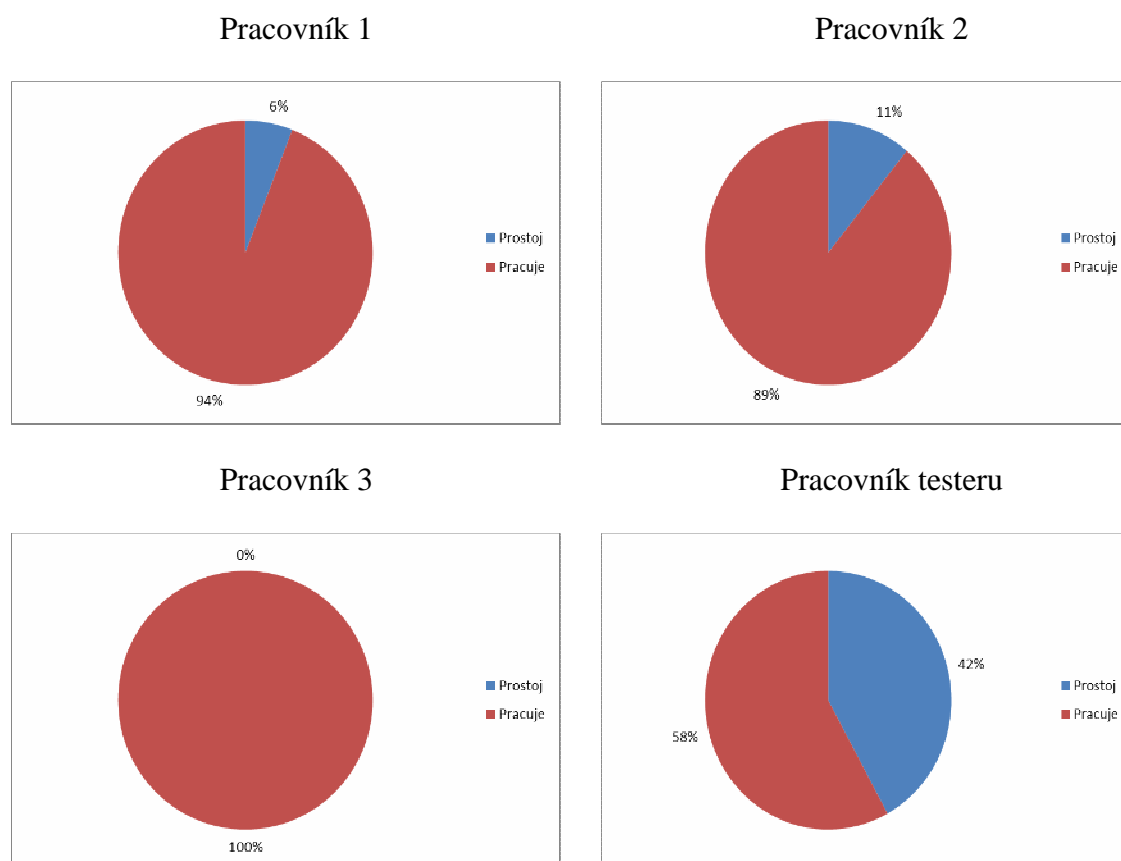 Pracovník 1
6%
Prostoj
Pracuje
94%
Pracovník 2
11%
Prostoj
Pracuje
89%
Pracovník 3
0%
Prostoj
Pracuje
100%
Pracovník testeru
42%
Prostoj
Pracuje
58%